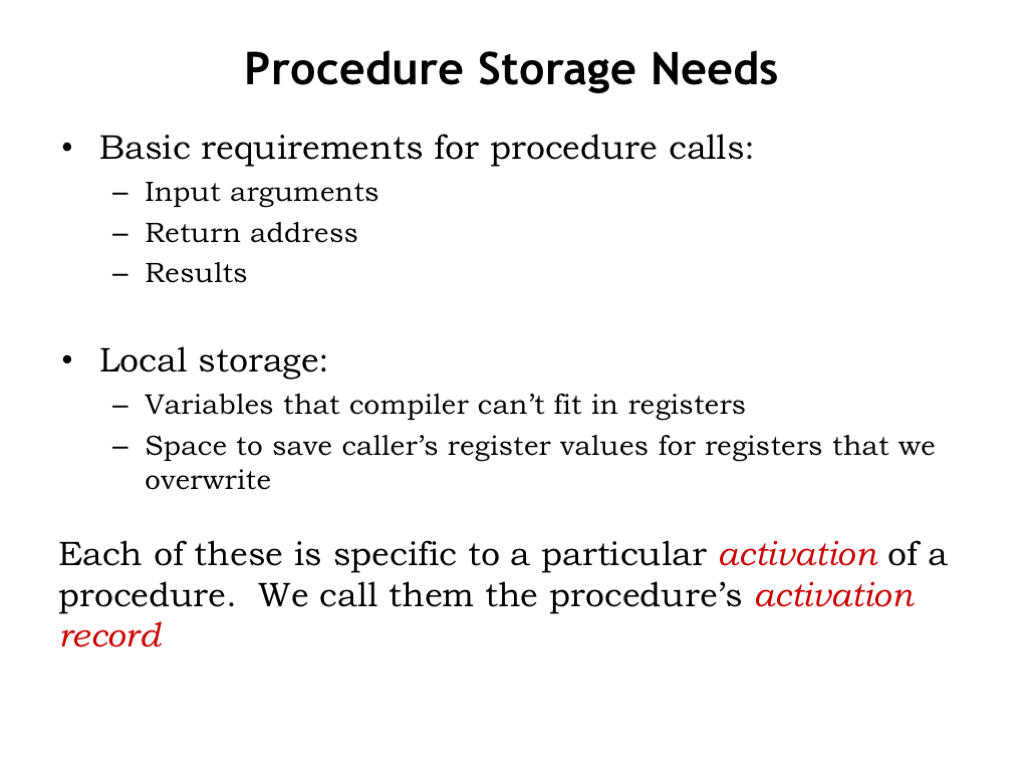 Procedure Storage Needs
• Basic requirements for procedure calls:
– Input arguments
– Return address
– Results
• Local storage:
– Variables that compiler can’t fit in registers
– Space to save caller’s register values for registers that we
overwrite
Each of these is specific to a particular activation of a
procedure.  We call them the procedure’s activation
record